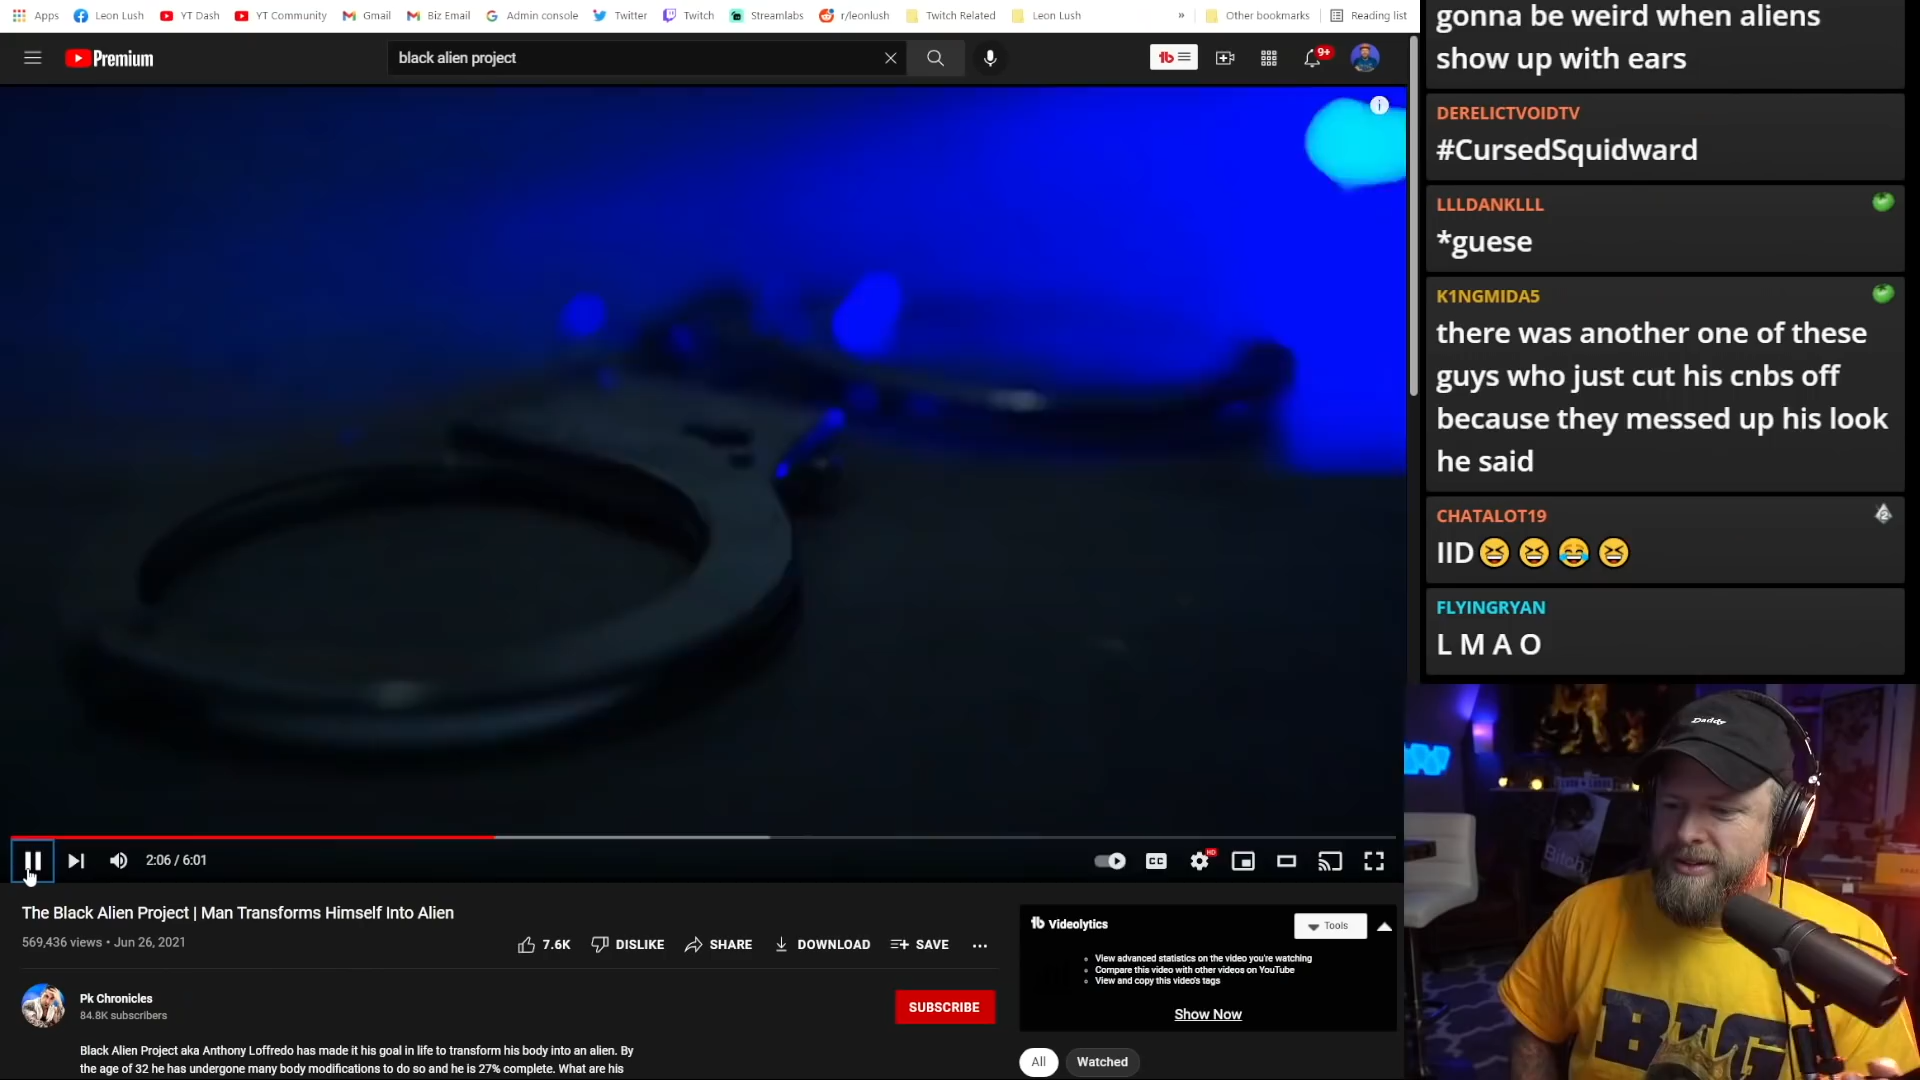 Apps Leon Lush YT Dash YT Community Gmail Biz Email Admin console Twitter Twitch Streamlabs r/leonlush Twitch Related Leon Lush » Other bookmarks Reading list
Premium
black alien project
9+
gonna be weird when aliens
show up with ears
DERELICTVOIDTV
#CursedSquidward
LLLDANKLLL
*guese
K1NGMIDA5
there was another one of these
guys who just cut his cnbs off
because they messed up his look
he said
CHATALOT19
IID😆 😆 😂 😆
FLYINGRYAN
L M A O
2:06 / 6:01
CC
HD
The Black Alien Project | Man Transforms Himself Into Alien
569,436 views • Jun 26, 2021
7.6K DISLIKE SHARE DOWNLOAD SAVE ...
Pk Chronicles
84.8K subscribers
SUBSCRIBE
Black Alien Project aka Anthony Loffredo has made it his goal in life to transform his body into an alien. By
the age of 32 he has undergone many body modifications to do so and he is 27% complete. What are his
Videolytics
Tools
View advanced statistics on the video you're watching
Compare this video with other videos on YouTube
View and copy this video's tags
Show Now
All Watched
Daddy
BIG